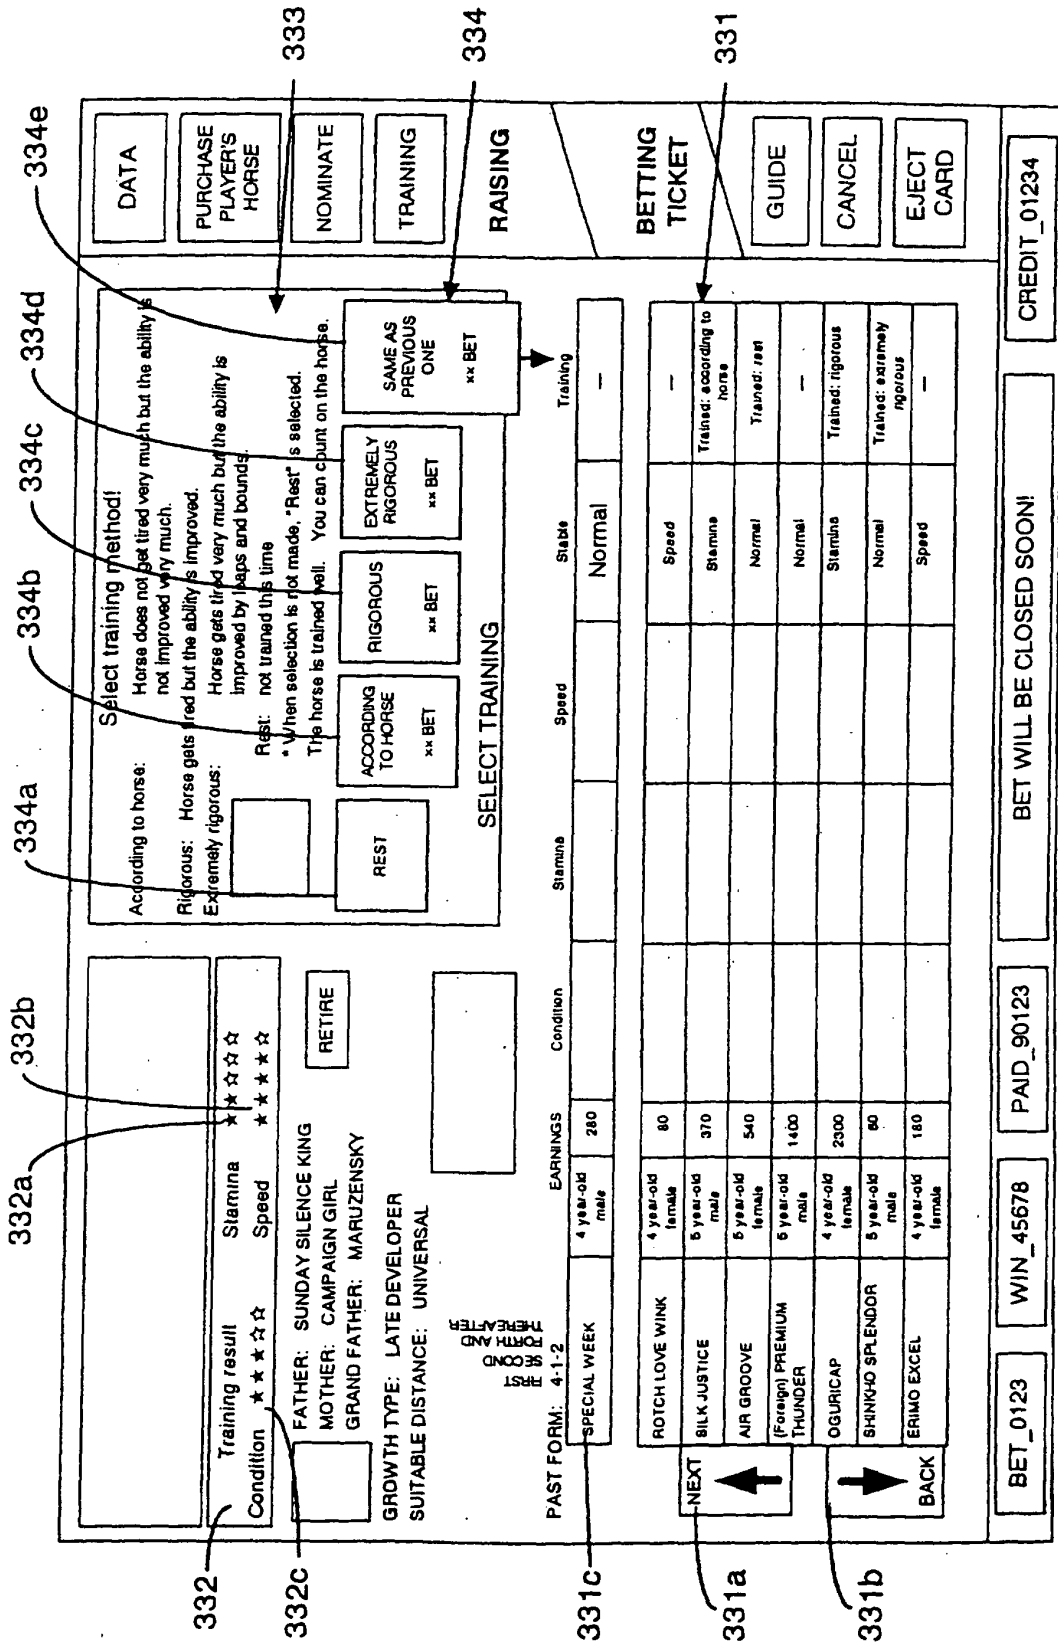 332a
332b
334a
334b
334c
334d
334e
333
334
331
332
332c
331c
331a
331b
Training result
Condition ★★★☆☆
Stamina ★★☆☆☆
Speed ★★★★☆
FATHER: SUNDAY SILENCE KING
MOTHER: CAMPAIGN GIRL
GRAND FATHER: MARUZENSKY
RETIRE
GROWTH TYPE: LATE DEVELOPER
SUITABLE DISTANCE: UNIVERSAL
FIRST
SECOND
FORTH AND
THEREAFTER
PAST FORM: 4-1-2
Select training method!
According to horse: Horse does not get tired very much but the ability is
not improved very much.
Rigorous: Horse gets tired but the ability is improved.
Extremely rigorous: Horse gets tired very much but the ability is
improved by leaps and bounds.
Rest: not trained this time
* When selection is not made, "Rest" is selected.
The horse is trained well. You can count on the horse.
REST
ACCORDING
TO HORSE
×× BET
RIGOROUS
×× BET
EXTREMELY
RIGOROUS
×× BET
SAME AS
PREVIOUS
ONE
×× BET
SELECT TRAINING
DATA
PURCHASE
PLAYER'S
HORSE
NOMINATE
TRAINING
RAISING
BETTING
TICKET
GUIDE
CANCEL
EJECT
CARD
EARNINGS Condition Stamina Speed Stable Training
SPECIAL WEEK 4 year-old male 280 Normal —
ROTCH LOVE WINK 4 year-old female 80 Speed —
SILK JUSTICE 5 year-old male 370 Stamina Trained: according to horse
AIR GROOVE 5 year-old female 540 Normal Trained: rest
(Foreign) PREMIUM THUNDER 5 year-old male 1400 Normal —
OGURICAP 4 year-old female 2300 Stamina Trained: rigorous
SHINKHO SPLENDOR 5 year-old male 80 Normal Trained: extremely rigorous
ERIMO EXCEL 4 year-old female 180 Speed —
NEXT
BACK
BET_0123 WIN_45678 PAID_90123 BET WILL BE CLOSED SOON! CREDIT_01234